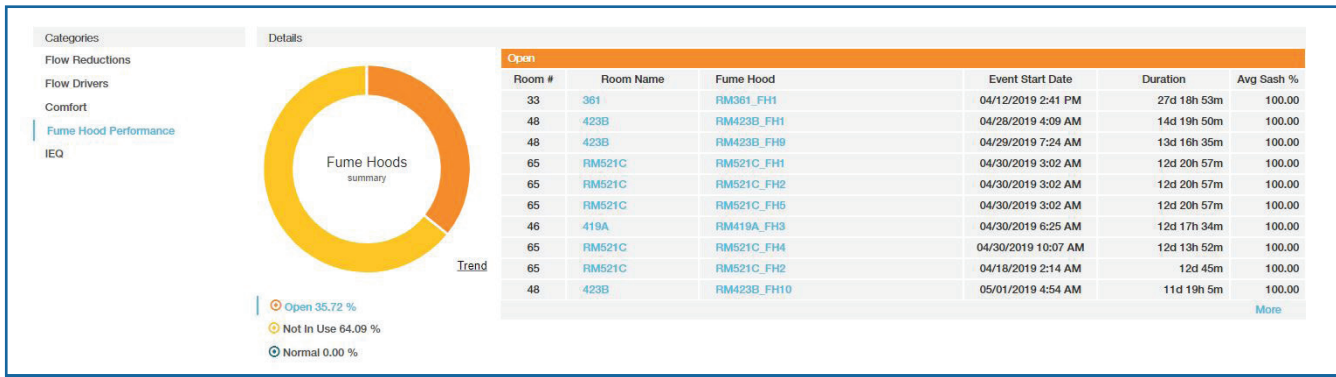 Categories
Flow Reductions
Flow Drivers
Comfort
Fume Hood Performance
IEQ
Details
Fume Hoods
summary
Trend
Open 35.72 %
Not In Use 64.09 %
Normal 0.00 %
Open
Room # Room Name Fume Hood Event Start Date Duration Avg Sash %
33 361 RM361_FH1 04/12/2019 2:41 PM 27d 18h 53m 100.00
48 423B RM423B_FH1 04/28/2019 4:09 AM 14d 19h 50m 100.00
48 423B RM423B_FH9 04/29/2019 7:24 AM 13d 16h 35m 100.00
65 RM521C RM521C_FH1 04/30/2019 3:02 AM 12d 20h 57m 100.00
65 RM521C RM521C_FH2 04/30/2019 3:02 AM 12d 20h 57m 100.00
65 RM521C RM521C_FH5 04/30/2019 3:02 AM 12d 20h 57m 100.00
46 419A RM419A_FH3 04/30/2019 6:25 AM 12d 17h 34m 100.00
65 RM521C RM521C_FH4 04/30/2019 10:07 AM 12d 13h 52m 100.00
65 RM521C RM521C_FH2 04/18/2019 2:14 AM 12d 45m 100.00
48 423B RM423B_FH10 05/01/2019 4:54 AM 11d 19h 5m 100.00
More